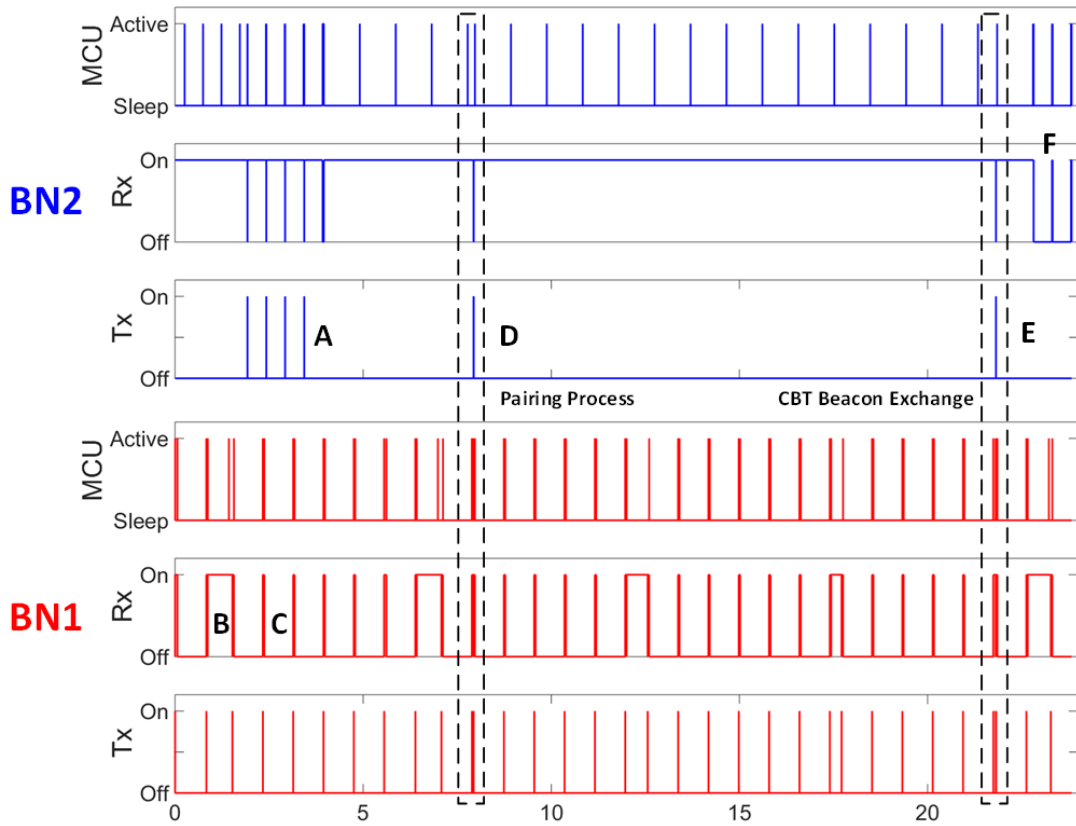 Active
MCU
Sleep
F
On
Rx
BN2
Off
On
Tx
A
D
E
Off
Pairing Process
CBT Beacon Exchange
Active
MCU
Sleep
On
Rx
BN1
B
C
Off
On
Tx
Off
0
5
10
15
20